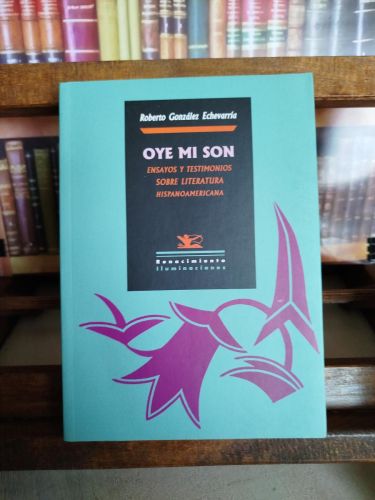 Roberto González Echevarría
OYE MI SON
ENSAYOS Y TESTIMONIOS
SOBRE LITERATURA
HISPANOAMERICANA
Renacimiento
Iluminaciones